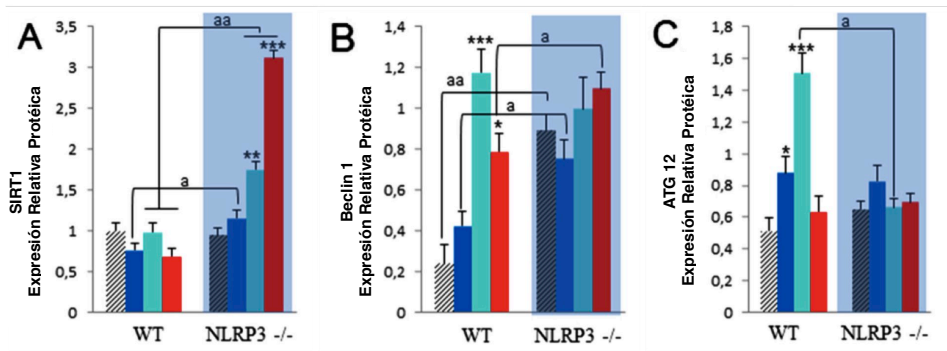 A
SIRT1
Expresión Relativa Protéica
3,5
3
2,5
2
1,5
1
0,5
0
aa
***
**
a
WT
NLRP3 -/-
B
Beclin 1
Expresión Relativa Protéica
1,4
1,2
1
0,8
0,6
0,4
0,2
0
***
a
aa
a
*
WT
NLRP3 -/-
C
ATG 12
Expresión Relativa Protéica
1,8
1,6
1,4
1,2
1
0,8
0,6
0,4
0,2
0
a
***
*
WT
NLRP3 -/-